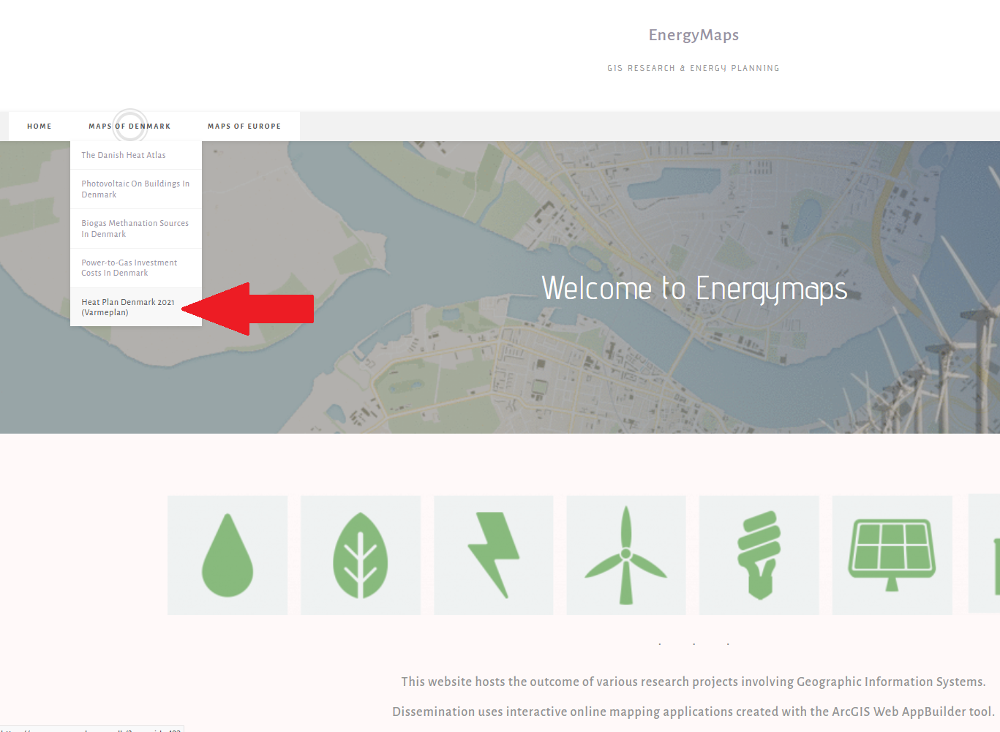 EnergyMaps
GIS RESEARCH & ENERGY PLANNING
HOME
MAPS OF DENMARK
MAPS OF EUROPE
The Danish Heat Atlas
Photovoltaic On Buildings In
Denmark
Biogas Methanation Sources
In Denmark
Power-to-Gas Investment
Costs In Denmark
Heat Plan Denmark 2021
(Varmeplan)
Welcome to Energymaps
. . .
This website hosts the outcome of various research projects involving Geographic Information Systems.
Dissemination uses interactive online mapping applications created with the ArcGIS Web AppBuilder tool.